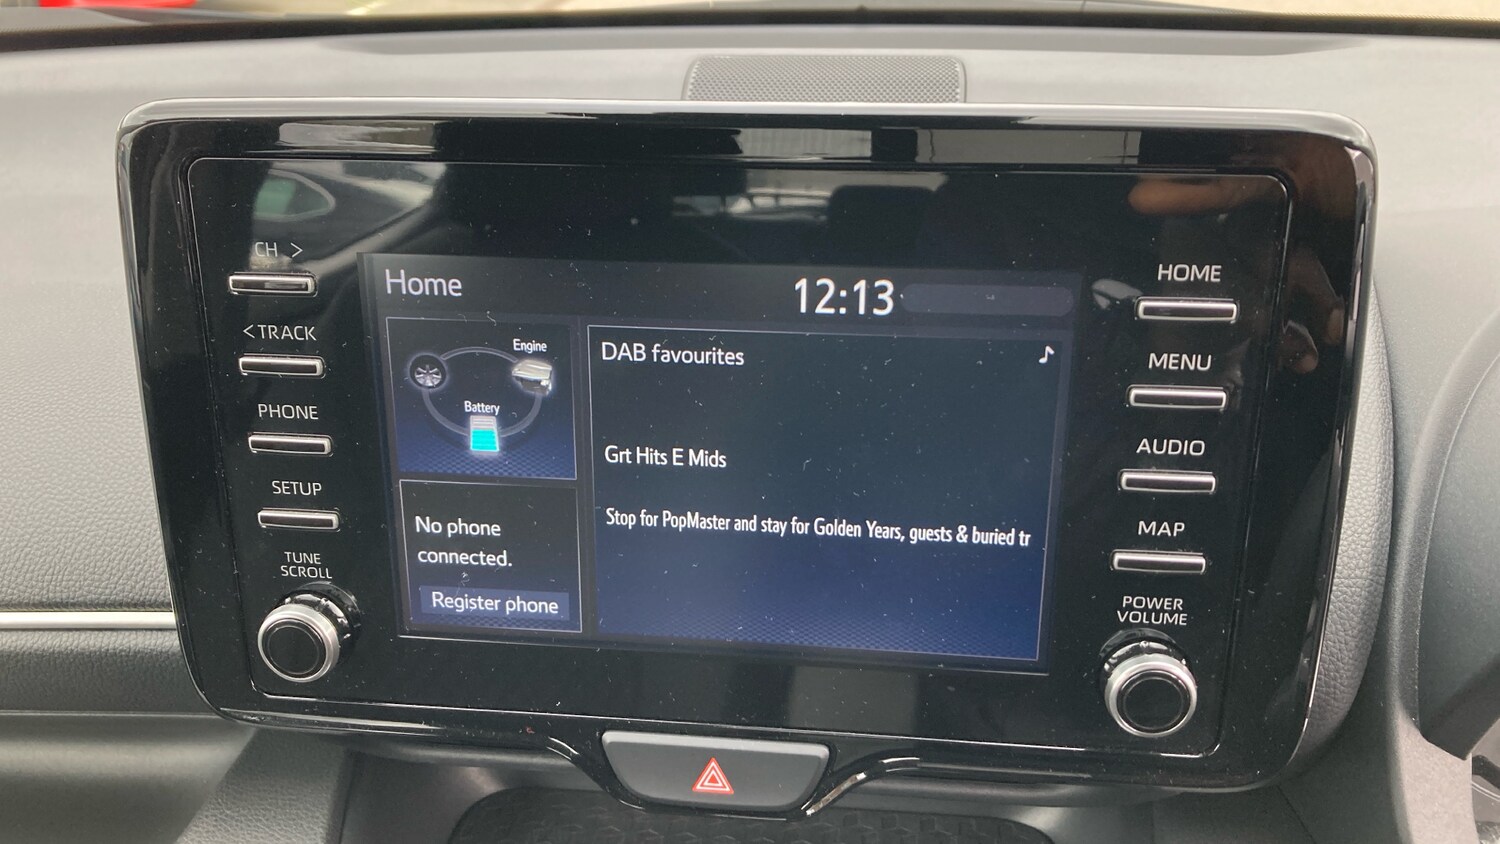 CH >
< TRACK
PHONE
SETUP
TUNE
SCROLL
Home
12:13
Engine
Battery
No phone
connected.
Register phone
DAB favourites
Grt Hits E Mids
Stop for PopMaster and stay for Golden Years, guests & buried tr
HOME
MENU
AUDIO
MAP
POWER
VOLUME